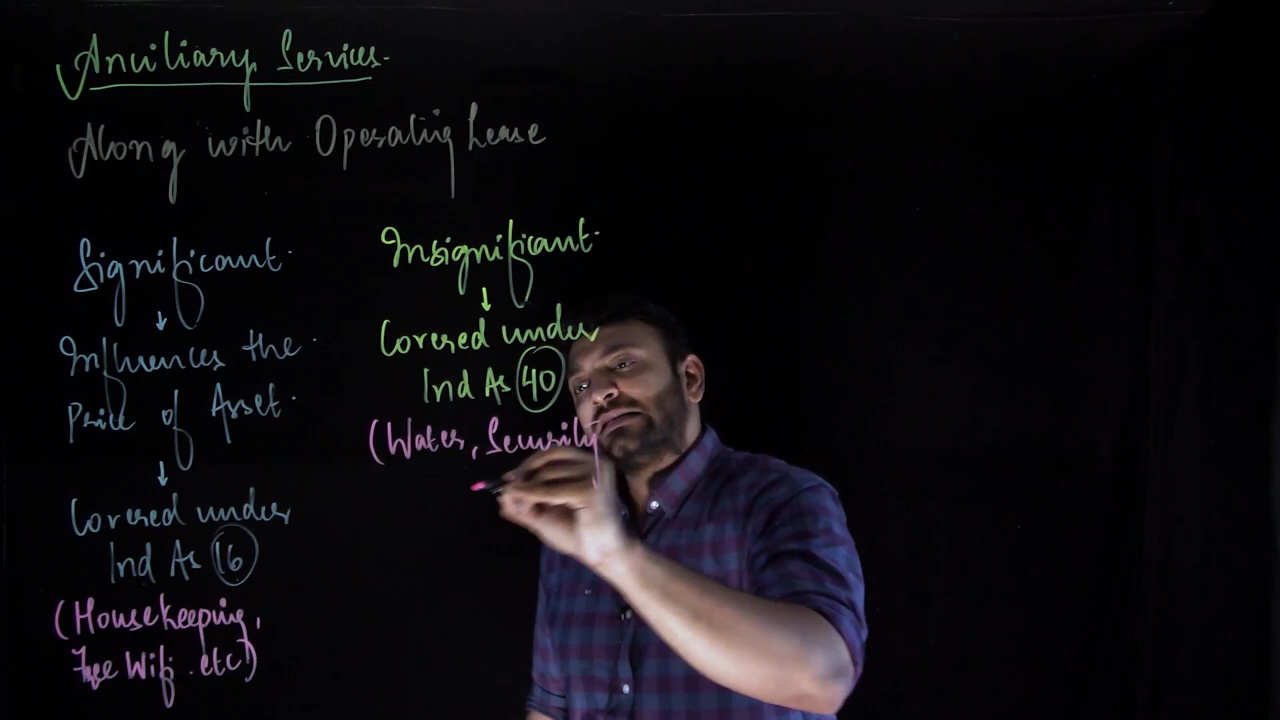 Ancillary Services.
Along with Operating Lease
Significant.
↓
Influences the
Price of Asset.
↓
Covered under
Ind As 16
(Housekeeping,
Free Wifi. etc)
Insignificant.
↓
Covered under
Ind As 40
(Water, Security